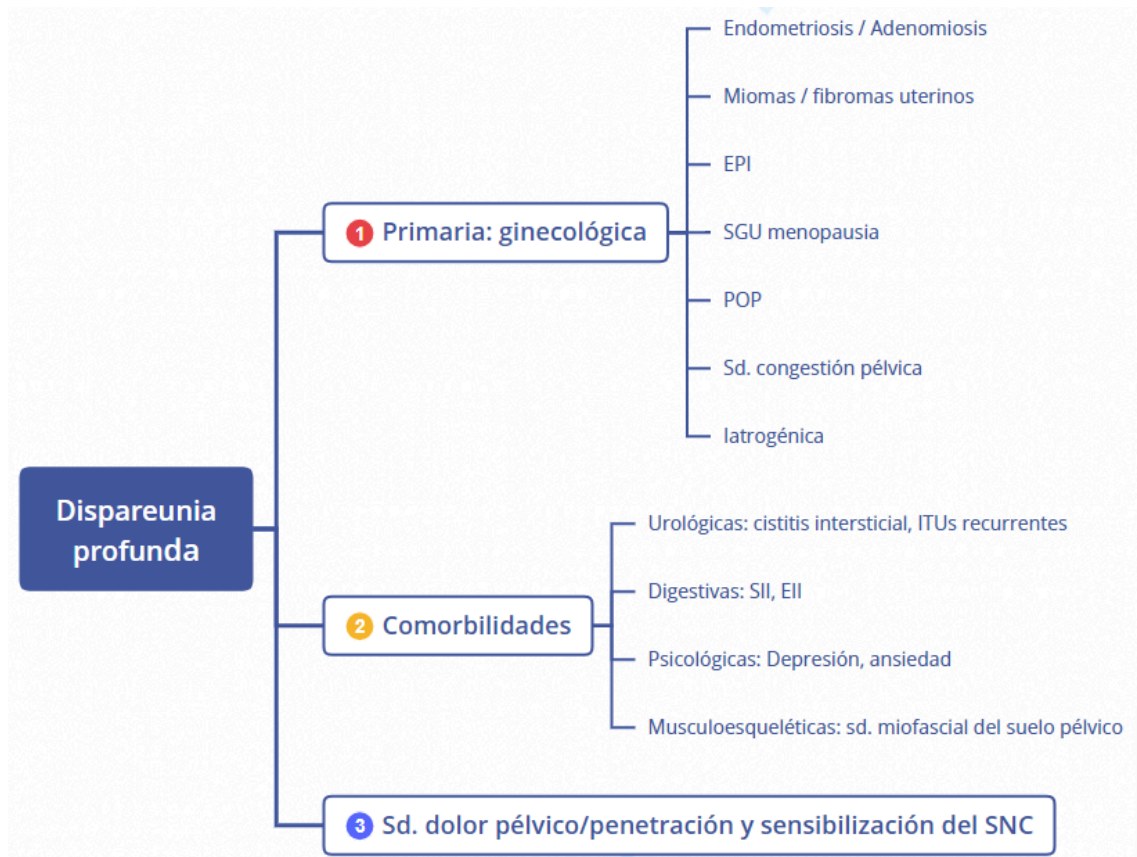 Dispareunia
profunda
1 Primaria: ginecológica
Endometriosis / Adenomiosis
Miomas / fibromas uterinos
EPI
SGU menopausia
POP
Sd. congestión pélvica
Iatrogénica
2 Comorbilidades
Urológicas: cistitis intersticial, ITUs recurrentes
Digestivas: SII, EII
Psicológicas: Depresión, ansiedad
Musculoesqueléticas: sd. miofascial del suelo pélvico
3 Sd. dolor pélvico/penetración y sensibilización del SNC